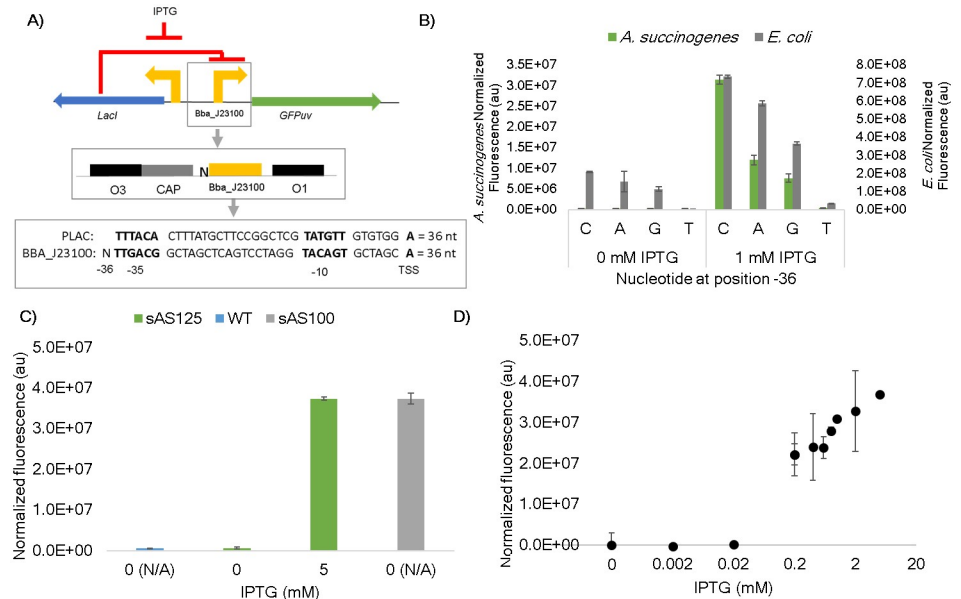 A)
IPTG
LacI
Bba_J23100
GFPuv
N
O3
CAP
Bba_J23100
O1
PLAC: TTTACA CTTTATGCTTCCGGCTCG TATGTT GTGTGG A = 36 nt
BBA_J23100: N TTGACG GCTAGCTCAGTCCTAGG TACAGT GCTAGC A = 36 nt
-36 -35 -10 TSS
B)
A. succinogenes E. coli
A. succinogenes Normalized Fluorescence (au)
3.5E+07
3.0E+07
2.5E+07
2.0E+07
1.5E+07
1.0E+07
5.0E+06
0.0E+00
8.0E+08
7.0E+08
6.0E+08
5.0E+08
4.0E+08
3.0E+08
2.0E+08
1.0E+08
0.0E+00
E. coli Normalized Fluorescence (au)
C A G T C A G T
0 mM IPTG 1 mM IPTG
Nucleotide at position -36
C)
sAS125 WT sAS100
Normalized fluorescence (au)
5.0E+07
4.0E+07
3.0E+07
2.0E+07
1.0E+07
0.0E+00
0 (N/A) 0 5 0 (N/A)
IPTG (mM)
D)
Normalized fluorescence (au)
5.0E+07
4.0E+07
3.0E+07
2.0E+07
1.0E+07
0.0E+00
0 0.002 0.02 0.2 2 20
IPTG (mM)